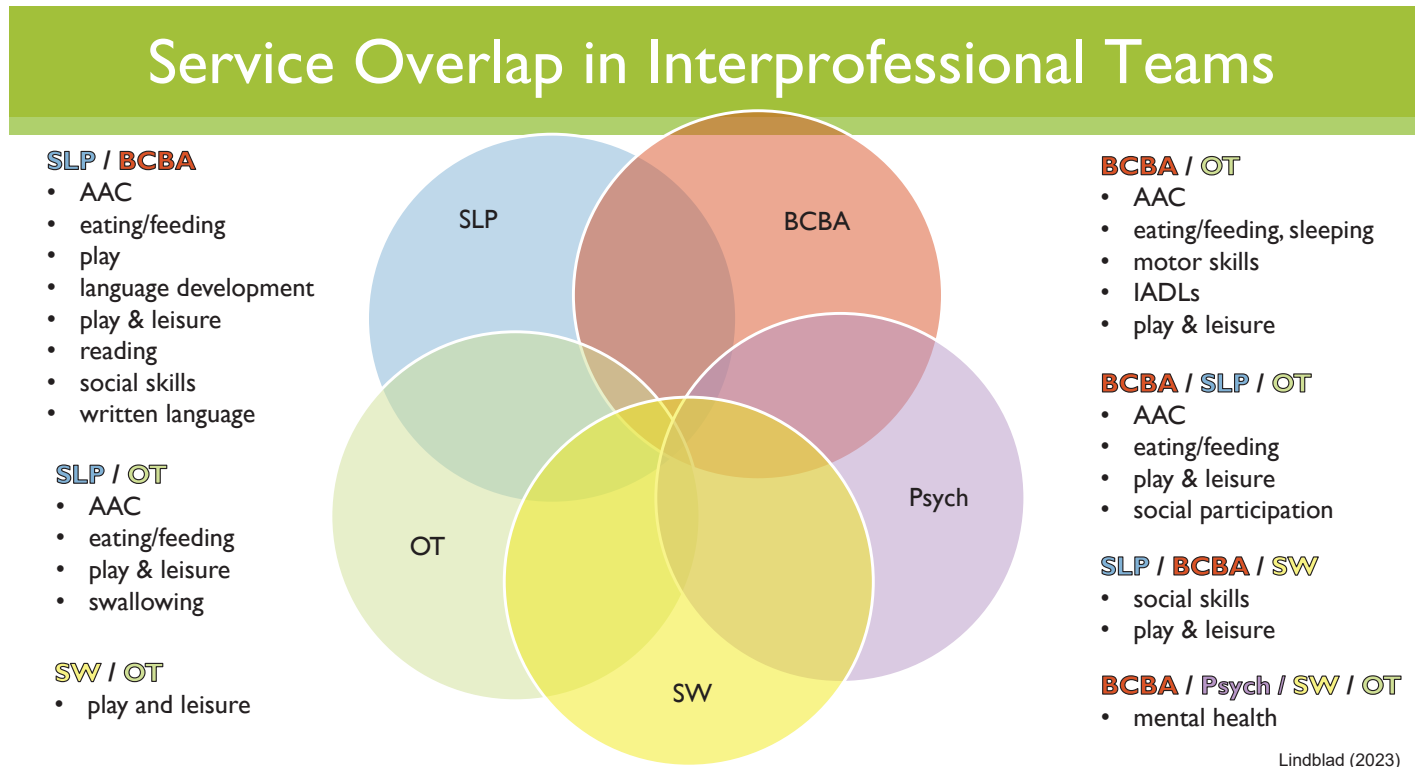 Service Overlap in Interprofessional Teams
SLP / BCBA
• AAC
• eating/feeding
• play
• language development
• play & leisure
• reading
• social skills
• written language
SLP / OT
• AAC
• eating/feeding
• play & leisure
• swallowing
SW / OT
• play and leisure
SLP
BCBA
OT
Psych
SW
BCBA / OT
• AAC
• eating/feeding, sleeping
• motor skills
• IADLs
• play & leisure
BCBA / SLP / OT
• AAC
• eating/feeding
• play & leisure
• social participation
SLP / BCBA / SW
• social skills
• play & leisure
BCBA / Psych / SW / OT
• mental health
Lindblad (2023)